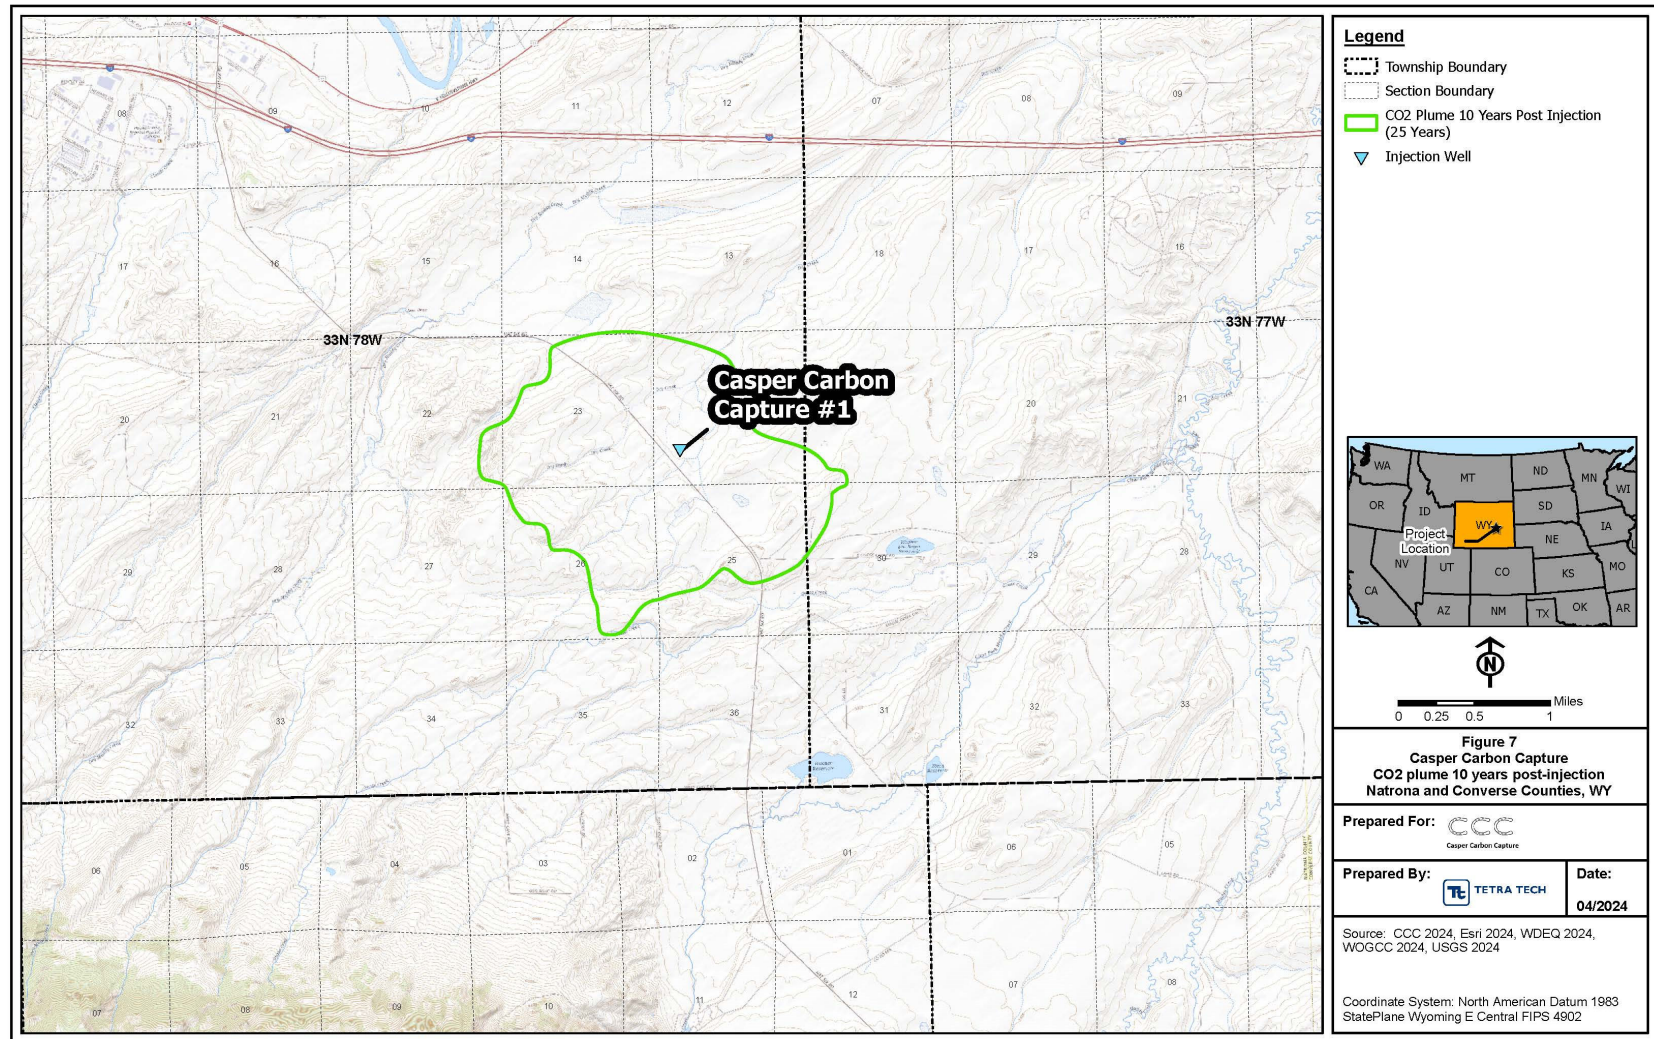 08
09
10
11
12
07
08
09
17
16
15
14
13
18
17
16
33N 78W
33N 77W
Casper Carbon
Capture #1
20
21
22
23
20
21
29
28
27
26
25
30
29
28
32
33
34
35
36
31
32
33
06
05
04
03
02
01
06
05
07
08
09
10
11
12
07
08
Legend
Township Boundary
Section Boundary
CO2 Plume 10 Years Post Injection
(25 Years)
Injection Well
WA
MT
ND
MN
WI
OR
ID
WY
SD
IA
Project
Location
NE
NV
UT
CO
KS
MO
CA
AZ
NM
TX
OK
AR
N
0 0.25 0.5 1 Miles
Figure 7
Casper Carbon Capture
CO2 plume 10 years post-injection
Natrona and Converse Counties, WY
Prepared For:
CCC
Casper Carbon Capture
Prepared By:
Tt TETRA TECH
Date:
04/2024
Source: CCC 2024, Esri 2024, WDEQ 2024,
WOGCC 2024, USGS 2024
Coordinate System: North American Datum 1983
StatePlane Wyoming E Central FIPS 4902